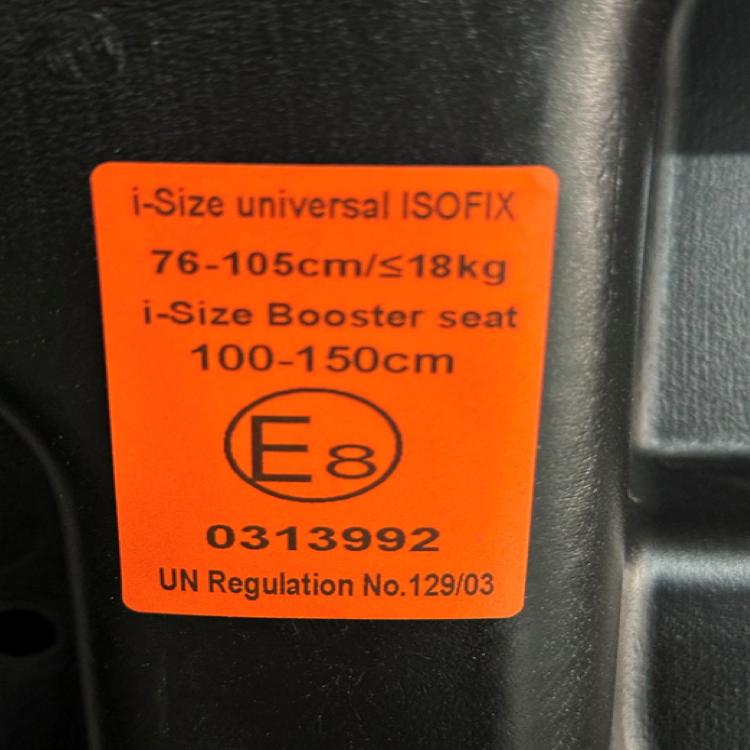 i-Size universal ISOFIX
76-105cm/≤18kg
i-Size Booster seat
100-150cm
E8
0313992
UN Regulation No.129/03